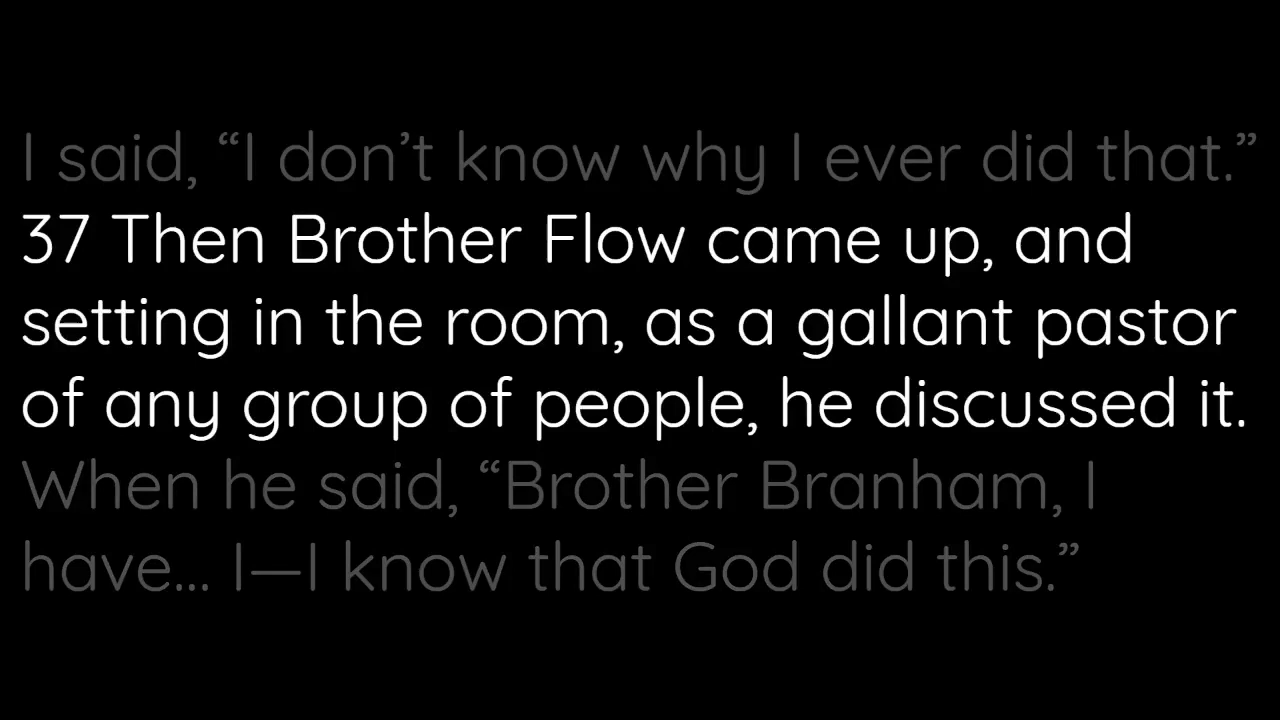 I said, “I don’t know why I ever did that.”
37 Then Brother Flow came up, and
setting in the room, as a gallant pastor
of any group of people, he discussed it.
When he said, “Brother Branham, I
have... I—I know that God did this.”